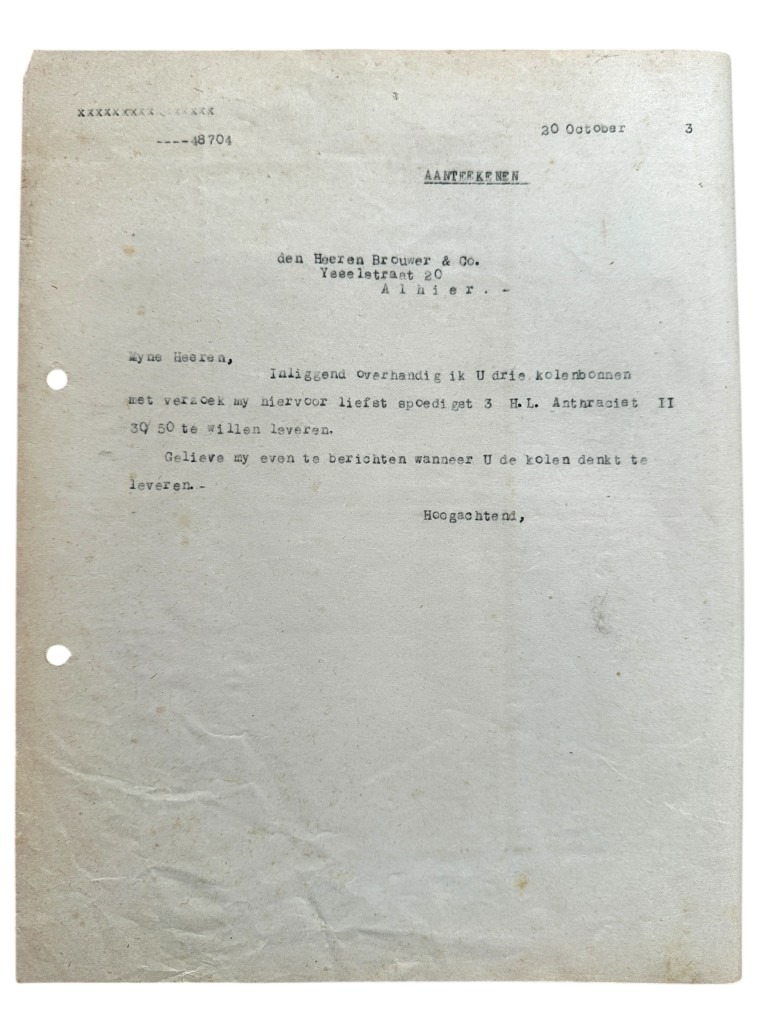 xxxxxxxxx xxxxxx
----48704
20 October 3
AANTEEKENEN
den Heeren Brouwer & Co.
Ysselstraat 20
Alhier.-
Myne Heeren,
Inliggend overhandig ik U drie kolenbonnen
met verzoek my hiervoor liefst spoedigst 3 H.L. Anthraciet II
30/50 te willen leveren.
Gelieve my even te berichten wanneer U de kolen denkt te
leveren.-
Hoogachtend,